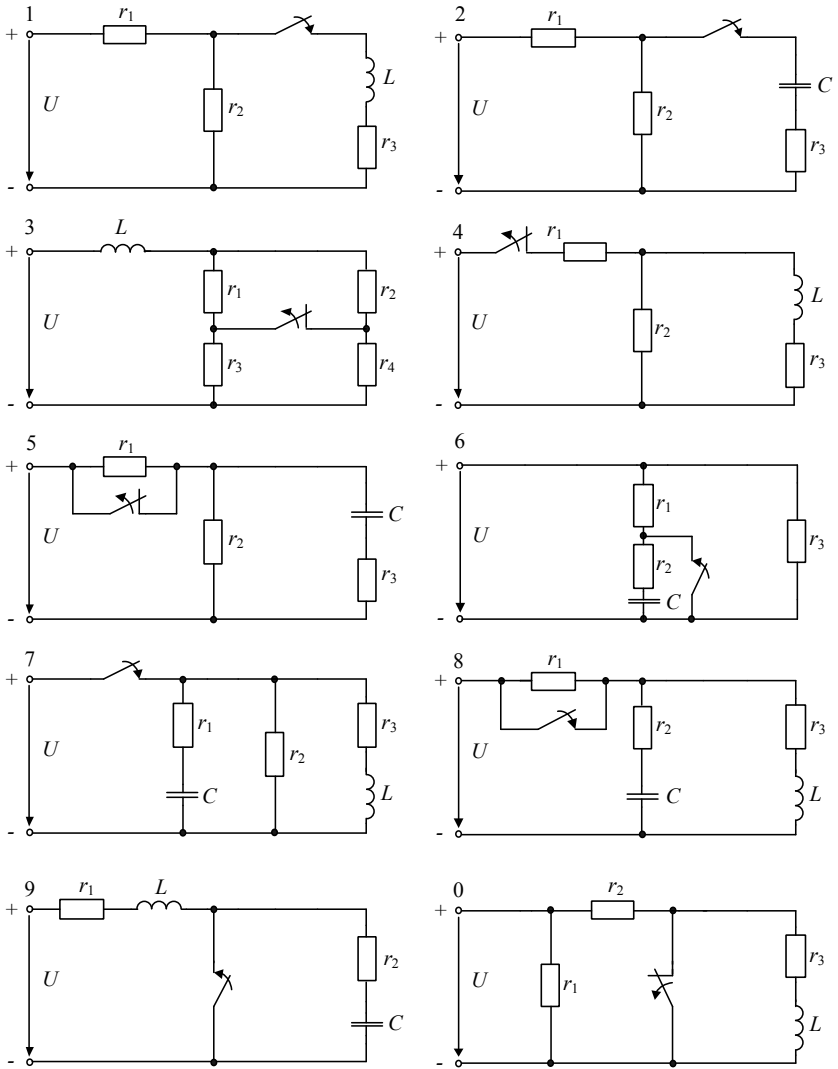 1
r1
+
U
r2
L
r3
-
2
r1
+
U
r2
C
r3
-
3
L
+
U
r1
r2
r3
r4
-
4
r1
+
U
r2
L
r3
-
5
r1
+
U
r2
C
r3
-
6
+
U
r1
r2
C
r3
-
7
+
U
r1
C
r2
r3
L
-
8
r1
+
U
r2
C
r3
L
-
9
r1
L
+
U
r2
C
-
0
r2
+
U
r1
r3
L
-